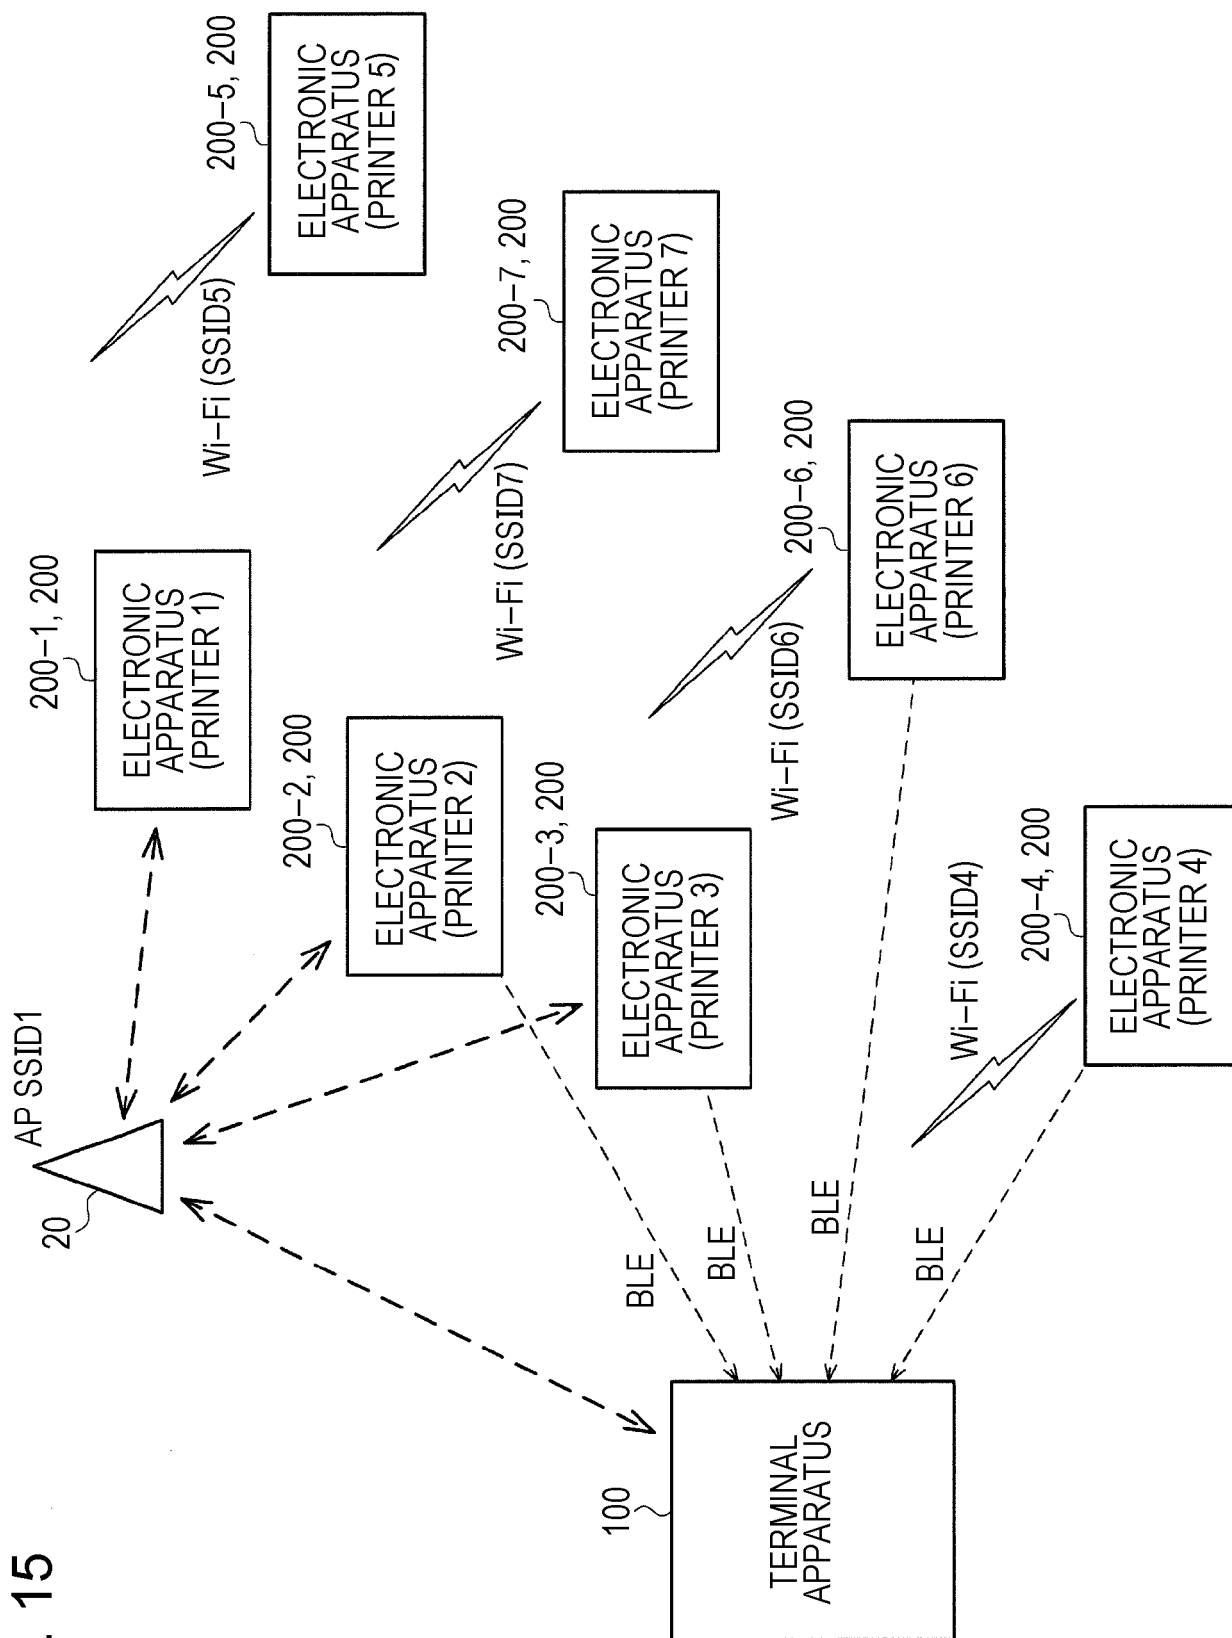 . 15
AP SSID1
20
200-1, 200
ELECTRONIC
APPARATUS
(PRINTER 1)
Wi-Fi (SSID5)
200-5, 200
ELECTRONIC
APPARATUS
(PRINTER 5)
200-2, 200
ELECTRONIC
APPARATUS
(PRINTER 2)
Wi-Fi (SSID7)
200-7, 200
ELECTRONIC
APPARATUS
(PRINTER 7)
200-3, 200
ELECTRONIC
APPARATUS
(PRINTER 3)
Wi-Fi (SSID6)
200-6, 200
ELECTRONIC
APPARATUS
(PRINTER 6)
BLE
BLE
BLE
BLE
100
TERMINAL
APPARATUS
Wi-Fi (SSID4)
200-4, 200
ELECTRONIC
APPARATUS
(PRINTER 4)